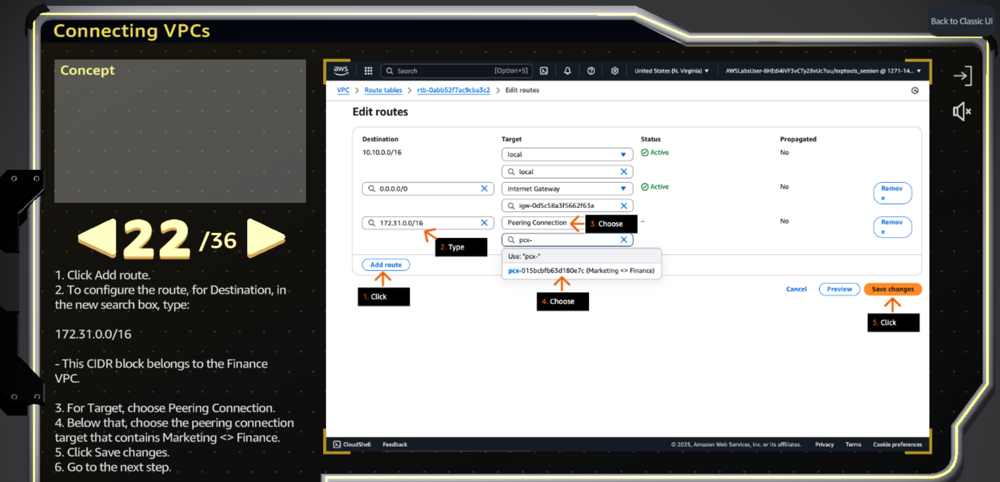 Back to Classic UI
Connecting VPCs
Concept
22 /36
1. Click Add route.
2. To configure the route, for Destination, in
the new search box, type:
172.31.0.0/16
- This CIDR block belongs to the Finance
VPC.
3. For Target, choose Peering Connection.
4. Below that, choose the peering connection
target that contains Marketing <> Finance.
5. Click Save changes.
6. Go to the next step.
aws Search [Option+S] United States (N. Virginia) AWSLabsUser-8HEdi4iVF3vCTy28vUc7uu/exptools_session @ 1271-14...
VPC > Route tables > rtb-0abb52f7ac9cba3c2 > Edit routes
Edit routes
Destination Target Status Propagated
10.10.0.0/16 local Active No
local
0.0.0.0/0 Internet Gateway Active No Remov
e
igw-0d5c58a3f5662f63a
172.31.0.0/16 Peering Connection 3. Choose – No Remov
e
2. Type pcx-
Use: "pcx-"
Add route pcx-015bcbfb63d180e7c (Marketing <> Finance)
Cancel Preview Save changes
1. Click 4. Choose
5. Click
CloudShell Feedback © 2025, Amazon Web Services, Inc. or its affiliates. Privacy Terms Cookie preferences